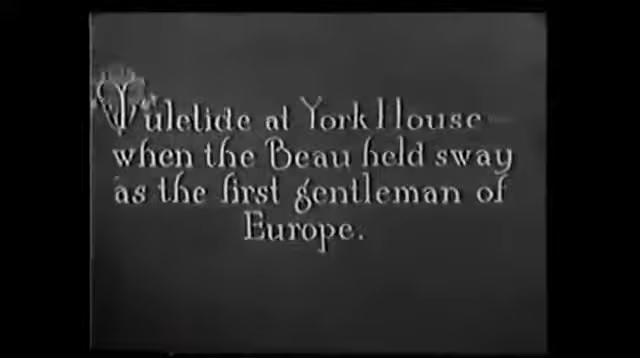 Yuletide at York House
when the Beau held sway
as the first gentleman of
Europe.